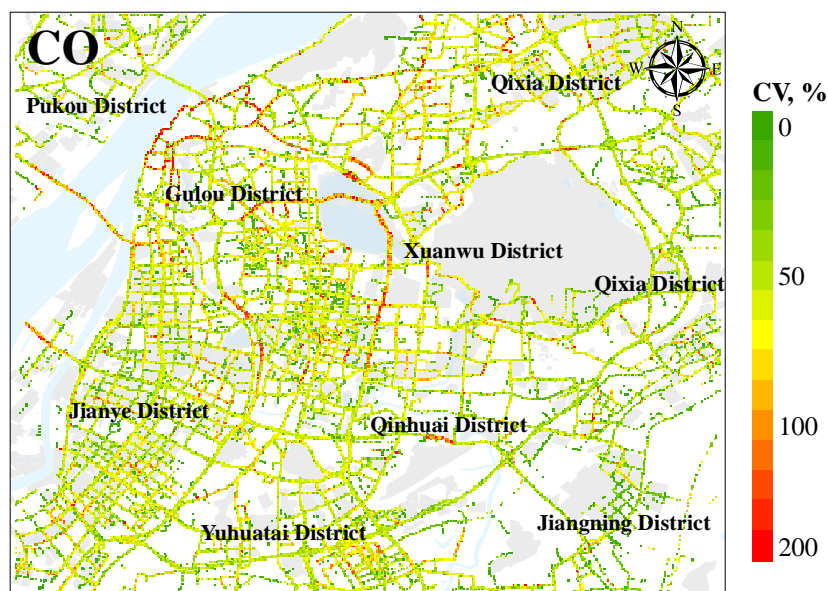 CO
N
W
E
S
Pukou District
Qixia District
CV, %
0
Gulou District
Xuanwu District
Qixia District
50
Jianye District
Qinhuai District
100
Yuhuatai District
Jiangning District
200